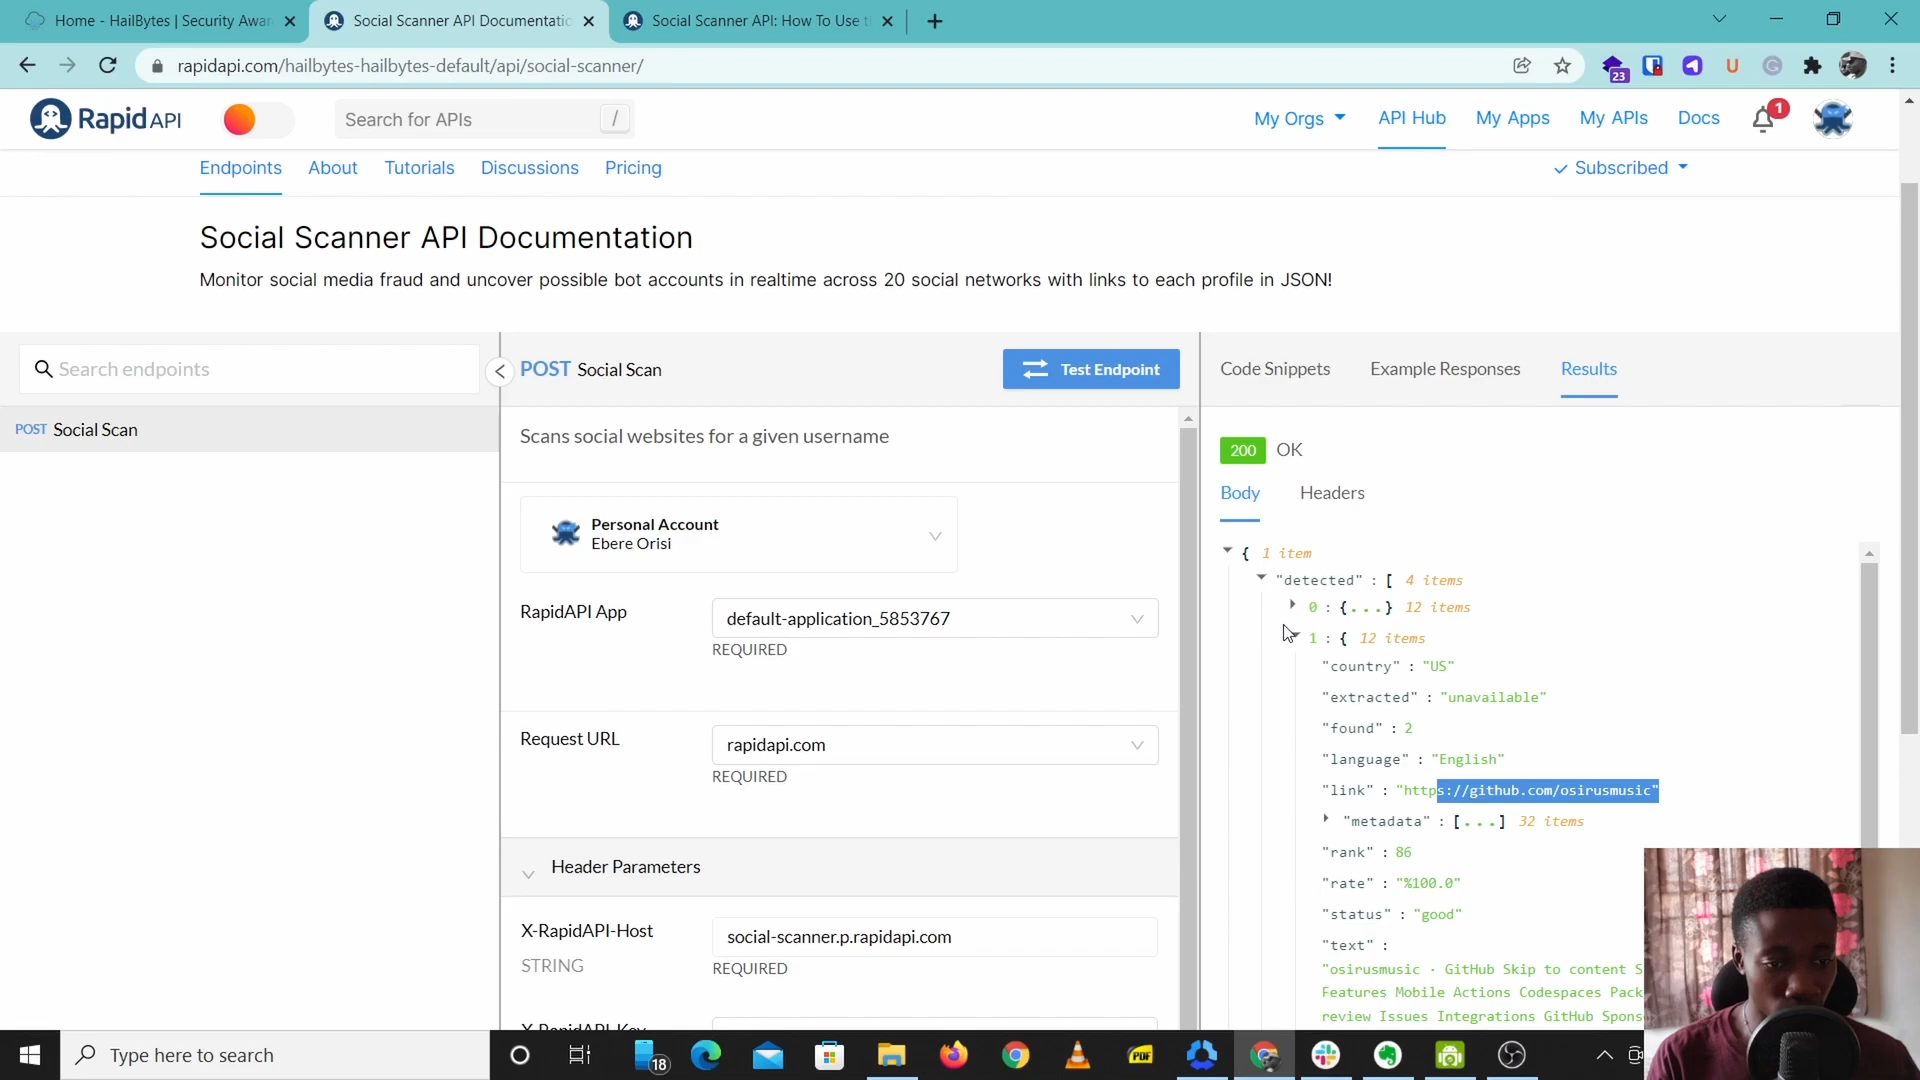 Home - HailBytes | Security Awar
Social Scanner API Documentatio
Social Scanner API: How To Use t
rapidapi.com/hailbytes-hailbytes-default/api/social-scanner/
23
Rapid API
Search for APIs
/
My Orgs
API Hub
My Apps
My APIs
Docs
1
Endpoints
About
Tutorials
Discussions
Pricing
Subscribed
Social Scanner API Documentation
Monitor social media fraud and uncover possible bot accounts in realtime across 20 social networks with links to each profile in JSON!
Search endpoints
POST Social Scan
POST Social Scan
Test Endpoint
Scans social websites for a given username
Personal Account
Ebere Orisi
RapidAPI App
default-application_5853767
REQUIRED
Request URL
rapidapi.com
REQUIRED
Header Parameters
X-RapidAPI-Host
STRING
social-scanner.p.rapidapi.com
REQUIRED
X-RapidAPI-Key
Code Snippets
Example Responses
Results
200 OK
Body
Headers
{ 1 item
"detected" : [ 4 items
0 : {...} 12 items
1 : { 12 items
"country" : "US"
"extracted" : "unavailable"
"found" : 2
"language" : "English"
"link" : "https://github.com/osirusmusic"
"metadata" : [...] 32 items
"rank" : 86
"rate" : "%100.0"
"status" : "good"
"text" :
"osirusmusic · GitHub Skip to content S
Features Mobile Actions Codespaces Pack
review Issues Integrations GitHub Spons
Type here to search
18
PDF